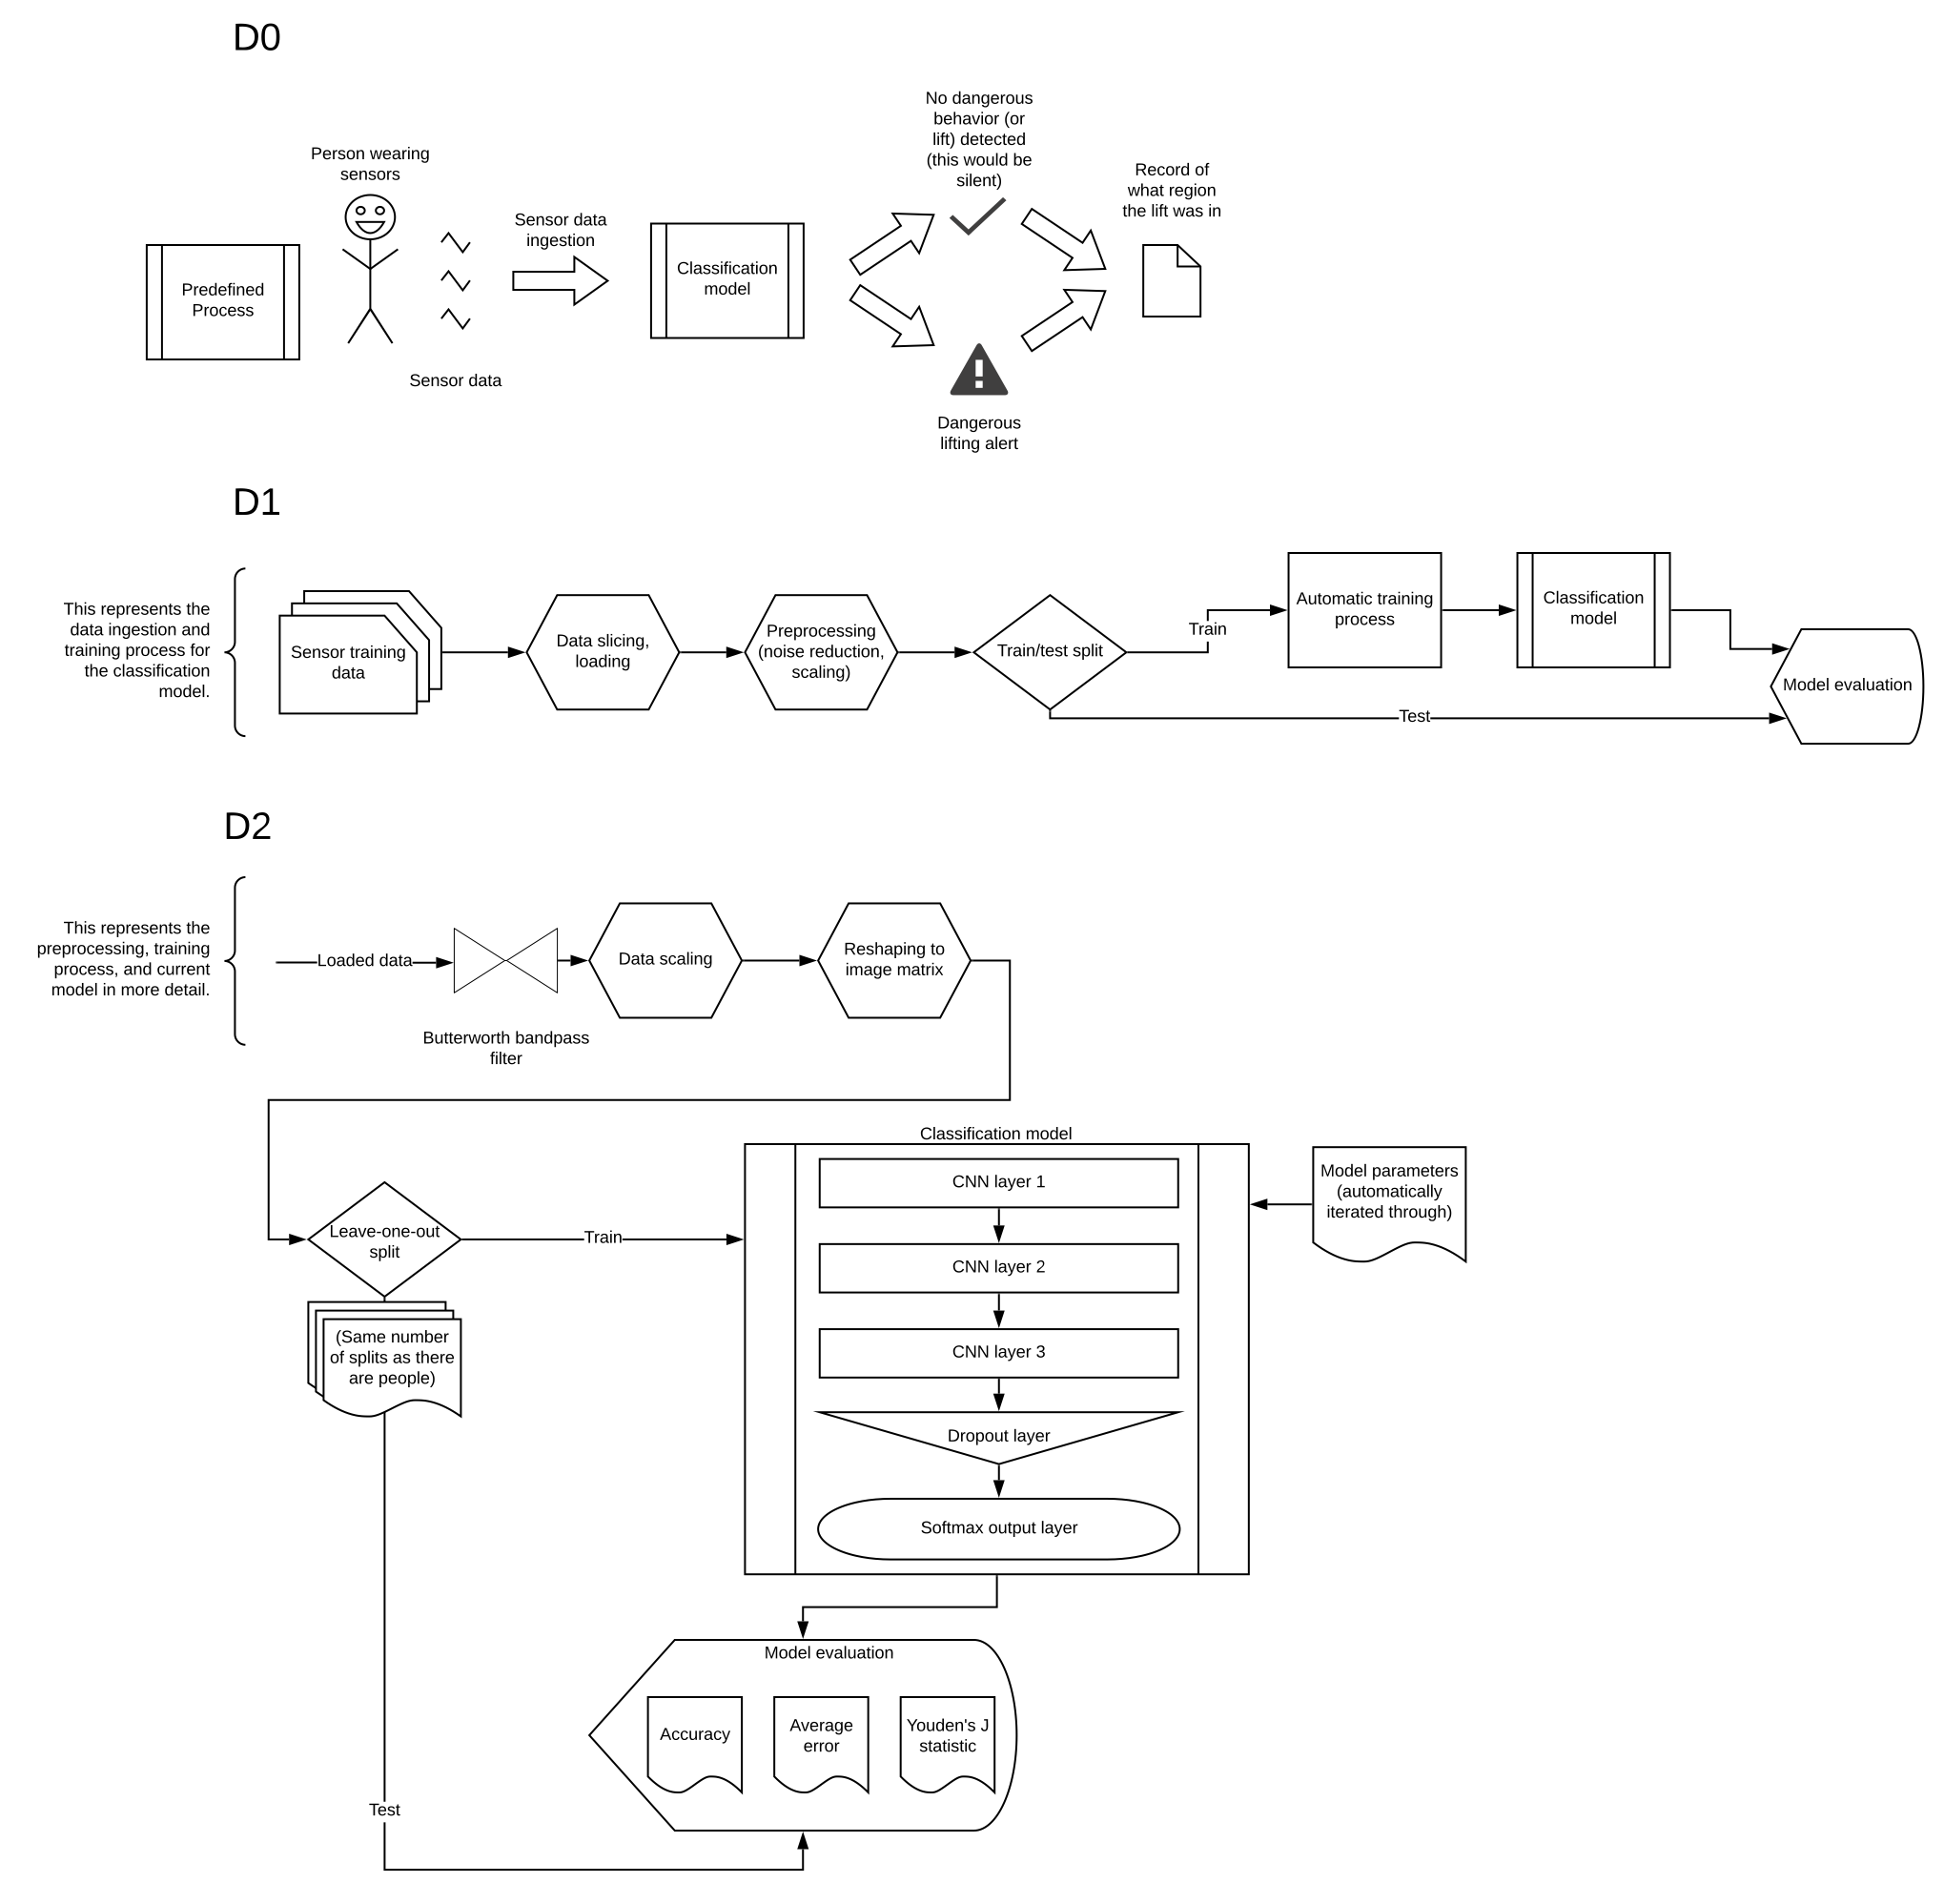 D0
No dangerous
behavior (or
lift) detected
(this would be
silent)
Person wearing
sensors
Record of
what region
the lift was in
Sensor data
ingestion
Predefined
Process
Classification
model
Sensor data
Dangerous
lifting alert
D1
This represents the
data ingestion and
training process for
the classification
model.
Sensor training
data
Data slicing,
loading
Preprocessing
(noise reduction,
scaling)
Train/test split
Train
Automatic training
process
Classification
model
Model evaluation
Test
D2
This represents the
preprocessing, training
process, and current
model in more detail.
Loaded data
Butterworth bandpass
filter
Data scaling
Reshaping to
image matrix
Classification model
CNN layer 1
Model parameters
(automatically
iterated through)
Leave-one-out
split
Train
CNN layer 2
(Same number
of splits as there
are people)
CNN layer 3
Dropout layer
Softmax output layer
Model evaluation
Accuracy
Average
error
Youden's J
statistic
Test